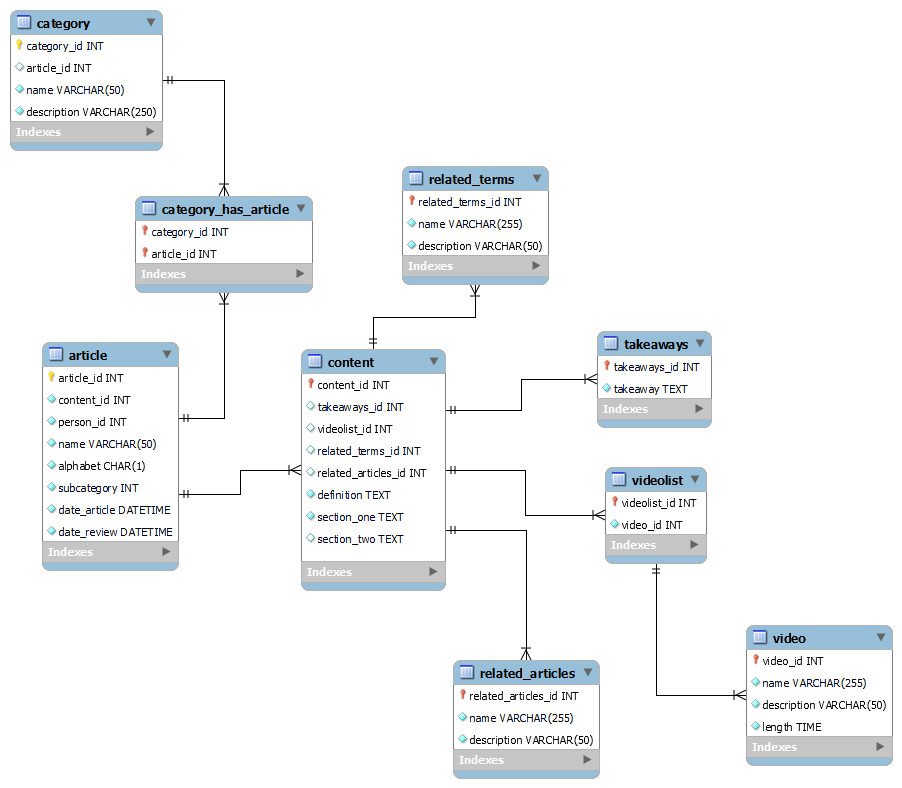 category
category_id INT
article_id INT
name VARCHAR(50)
description VARCHAR(250)
Indexes
related_terms
related_terms_id INT
name VARCHAR(255)
description VARCHAR(50)
Indexes
category_has_article
category_id INT
article_id INT
Indexes
takeaways
takeaways_id INT
takeaway TEXT
Indexes
article
article_id INT
content_id INT
person_id INT
name VARCHAR(50)
alphabet CHAR(1)
subcategory INT
date_article DATETIME
date_review DATETIME
Indexes
content
content_id INT
takeaways_id INT
videolist_id INT
related_terms_id INT
related_articles_id INT
definition TEXT
section_one TEXT
section_two TEXT
Indexes
videolist
videolist_id INT
video_id INT
Indexes
video
video_id INT
name VARCHAR(255)
description VARCHAR(50)
length TIME
Indexes
related_articles
related_articles_id INT
name VARCHAR(255)
description VARCHAR(50)
Indexes